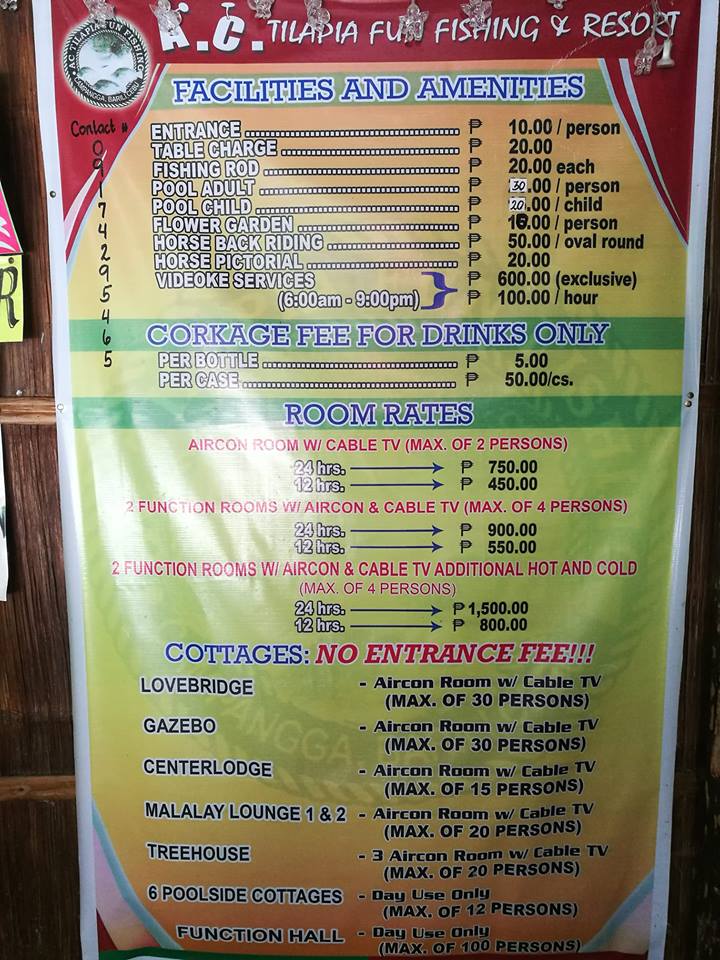 K.C. TILAPIA FUN FISHING & RESORT
AC TILAPIA FUN FISHING
CAMPANGGA, BARILI, CEBU
Contact #
09174295465
FACILITIES AND AMENITIES
ENTRANCE ₱ 10.00 / person
TABLE CHARGE ₱ 20.00
FISHING ROD ₱ 20.00 each
POOL ADULT ₱ 30.00 / person
POOL CHILD ₱ 20.00 / child
FLOWER GARDEN ₱ 15.00 / person
HORSE BACK RIDING ₱ 50.00 / oval round
HORSE PICTORIAL ₱ 20.00
VIDEOKE SERVICES ₱ 600.00 (exclusive)
(6:00am - 9:00pm) ₱ 100.00 / hour
CORKAGE FEE FOR DRINKS ONLY
PER BOTTLE ₱ 5.00
PER CASE ₱ 50.00/cs.
ROOM RATES
AIRCON ROOM W/ CABLE TV (MAX. OF 2 PERSONS)
24 hrs. ₱ 750.00
12 hrs. ₱ 450.00
2 FUNCTION ROOMS W/ AIRCON & CABLE TV (MAX. OF 4 PERSONS)
24 hrs. ₱ 900.00
12 hrs. ₱ 550.00
2 FUNCTION ROOMS W/ AIRCON & CABLE TV ADDITIONAL HOT AND COLD
(MAX. OF 4 PERSONS)
24 hrs. ₱ 1,500.00
12 hrs. ₱ 800.00
COTTAGES: NO ENTRANCE FEE!!!
LOVEBRIDGE - Aircon Room w/ Cable TV
(MAX. OF 30 PERSONS)
GAZEBO - Aircon Room w/ Cable TV
(MAX. OF 30 PERSONS)
CENTERLODGE - Aircon Room w/ Cable TV
(MAX. OF 15 PERSONS)
MALALAY LOUNGE 1 & 2 - Aircon Room w/ Cable TV
(MAX. OF 20 PERSONS)
TREEHOUSE - 3 Aircon Room w/ Cable TV
(MAX. OF 20 PERSONS)
6 POOLSIDE COTTAGES - Day Use Only
(MAX. OF 12 PERSONS)
FUNCTION HALL - Day Use Only
(MAX. OF 100 PERSONS)
R